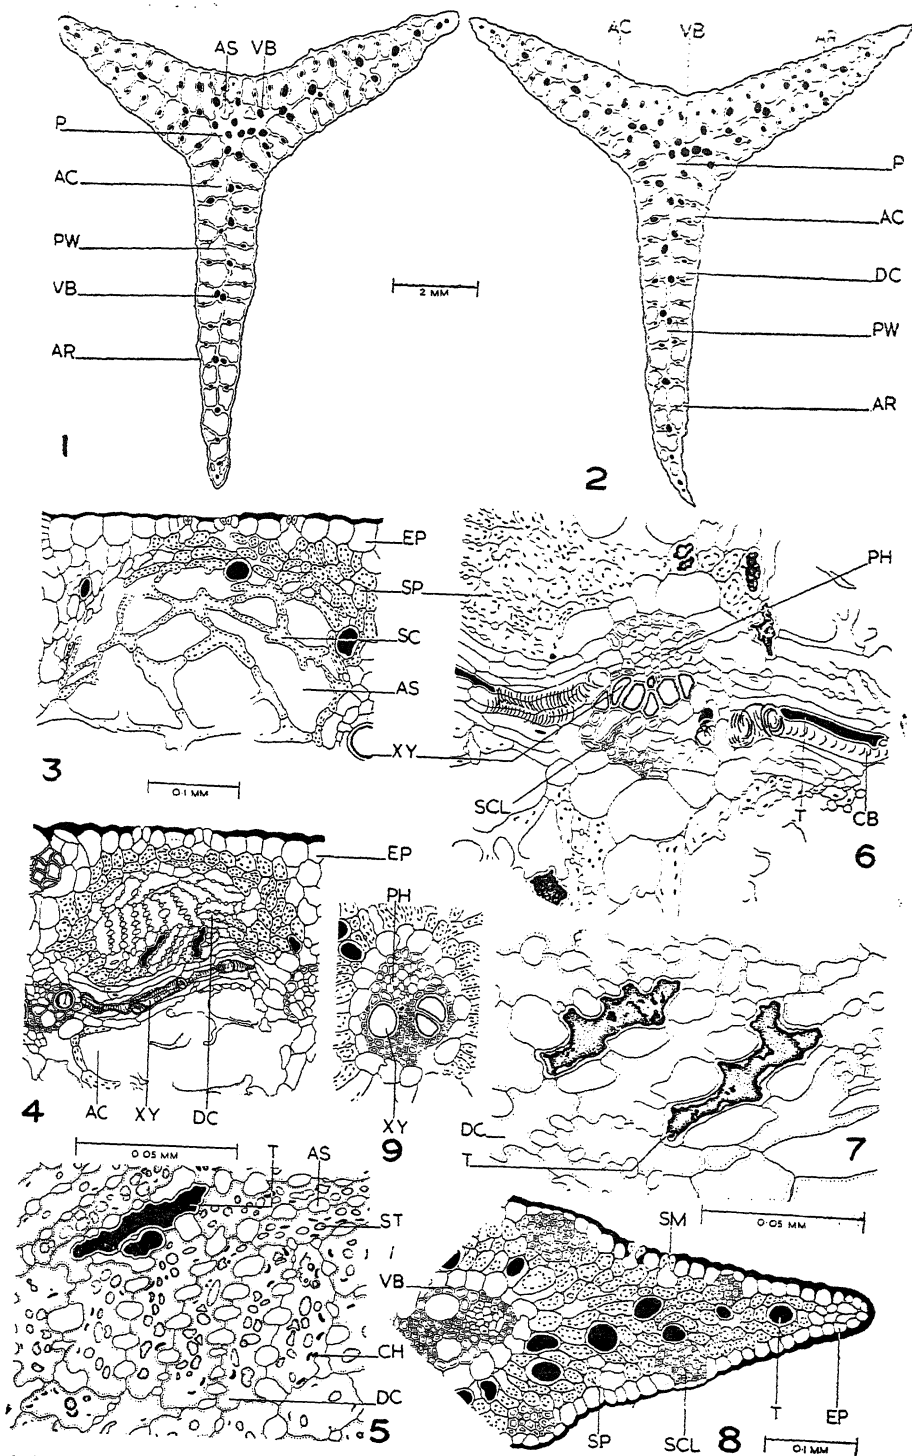 AS VB
P
AC
PW
VB
AR
1
2 MM
AC VB AR
P
AC
DC
PW
AR
2
EP
SP
SC
AS
XY
3
0·1 MM
PH
SCL
T CB
6
EP
AC XY DC
4
PH
XY
9
DC
T
7
0·05 MM
0·05 MM
T AS
ST
i
VB
CH
DC
5
SM
T EP
SP SCL
8
0·1 MM